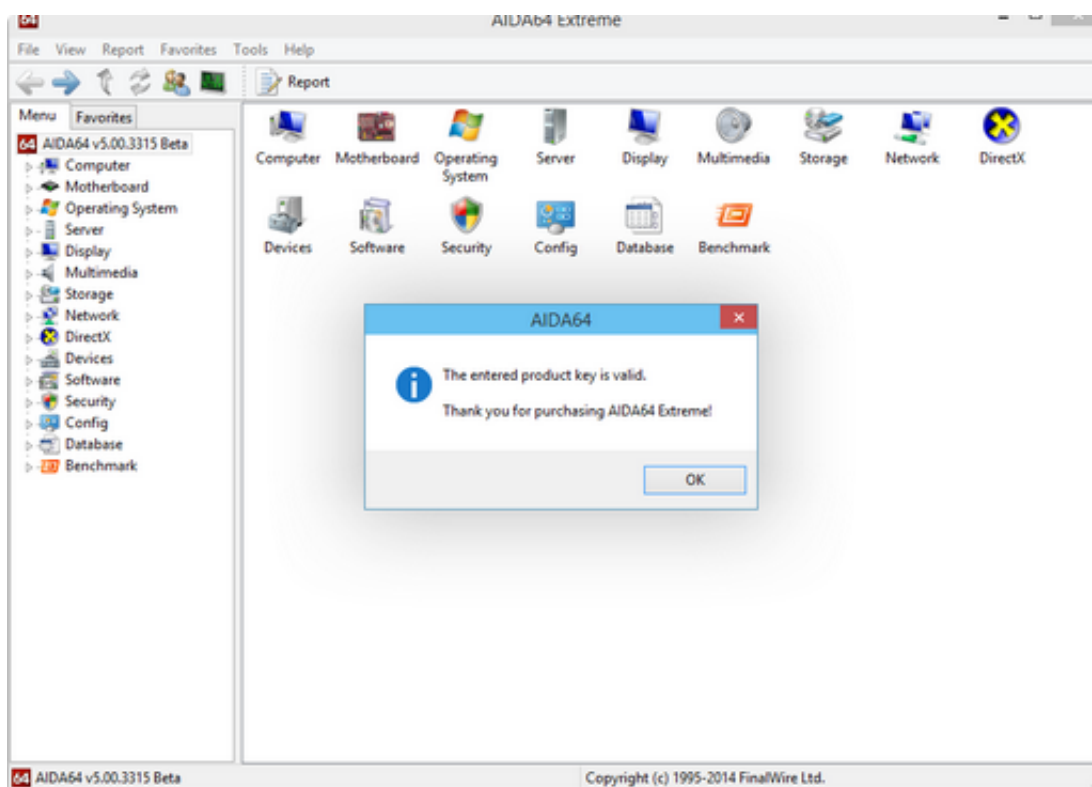 64 AIDA64 Extreme
File View Report Favorites Tools Help
Report
Menu Favorites
64 AIDA64 v5.00.3315 Beta
Computer
Motherboard
Operating System
Server
Display
Multimedia
Storage
Network
DirectX
Devices
Software
Security
Config
Database
Benchmark
Computer Motherboard Operating System Server Display Multimedia Storage Network DirectX
Devices Software Security Config Database Benchmark
AIDA64
The entered product key is valid.
Thank you for purchasing AIDA64 Extreme!
OK
64 AIDA64 v5.00.3315 Beta
Copyright (c) 1995-2014 FinalWire Ltd.